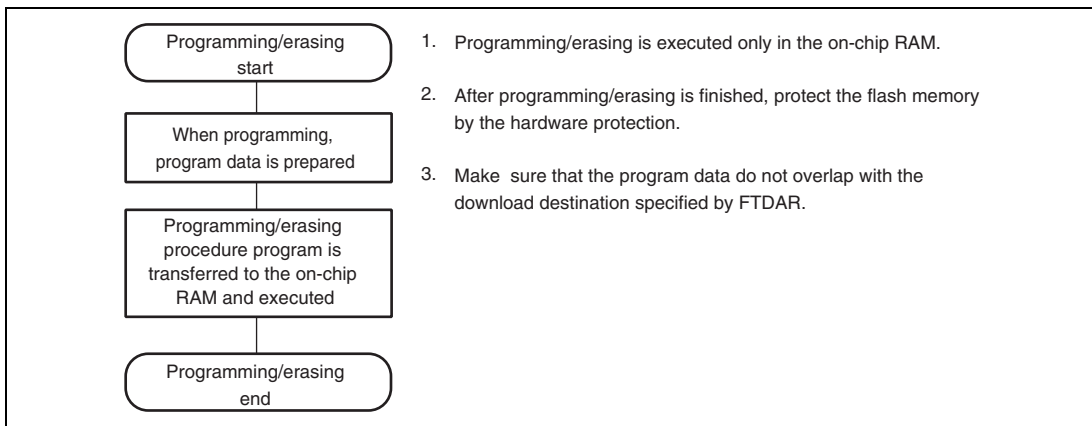 Programming/erasing
start
When programming,
program data is prepared
Programming/erasing
procedure program is
transferred to the on-chip
RAM and executed
Programming/erasing
end
1. Programming/erasing is executed only in the on-chip RAM.
2. After programming/erasing is finished, protect the flash memory
by the hardware protection.
3. Make sure that the program data do not overlap with the
download destination specified by FTDAR.